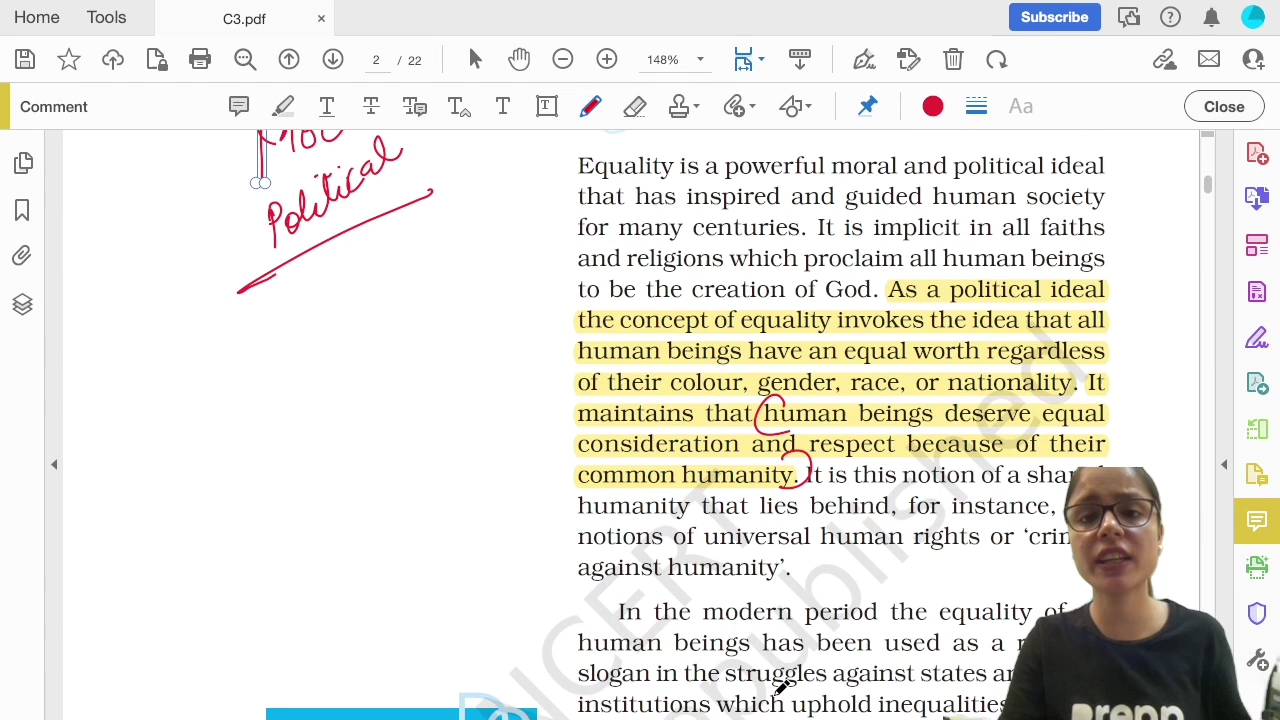 Home
Tools
C3.pdf
×
Subscribe
2 / 22
148%
Comment
Aa
Close
Political
Equality is a powerful moral and political ideal
that has inspired and guided human society
for many centuries. It is implicit in all faiths
and religions which proclaim all human beings
to be the creation of God. As a political ideal
the concept of equality invokes the idea that all
human beings have an equal worth regardless
of their colour, gender, race, or nationality. It
maintains that human beings deserve equal
consideration and respect because of their
common humanity. It is this notion of a
humanity that lies behind, for instance,
notions of universal human rights or
against humanity’.
In the modern period the equality of
human beings has been used as a
slogan in the struggles against states
institutions which uphold inequalities
NCERT
republished
prepp